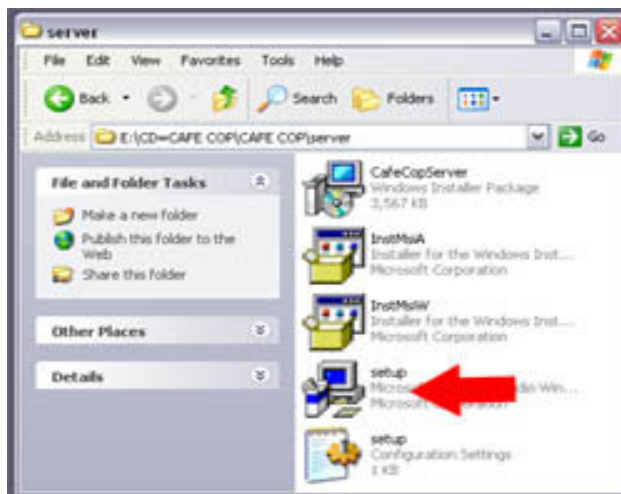 server
File Edit View Favorites Tools Help
Back Search Folders
Address E:\CD=CAFE COP\CAFE COP\server Go
File and Folder Tasks
Make a new folder
Publish this folder to the
Web
Share this folder
Other Places
Details
CafeCopServer
Windows Installer Package
3,567 KB
InstMsiA
Installer for the Windows Inst...
Microsoft Corporation
InstMsiW
Installer for the Windows Inst...
Microsoft Corporation
setup
Win...
Microsoft
setup
Configuration Settings
1 KB